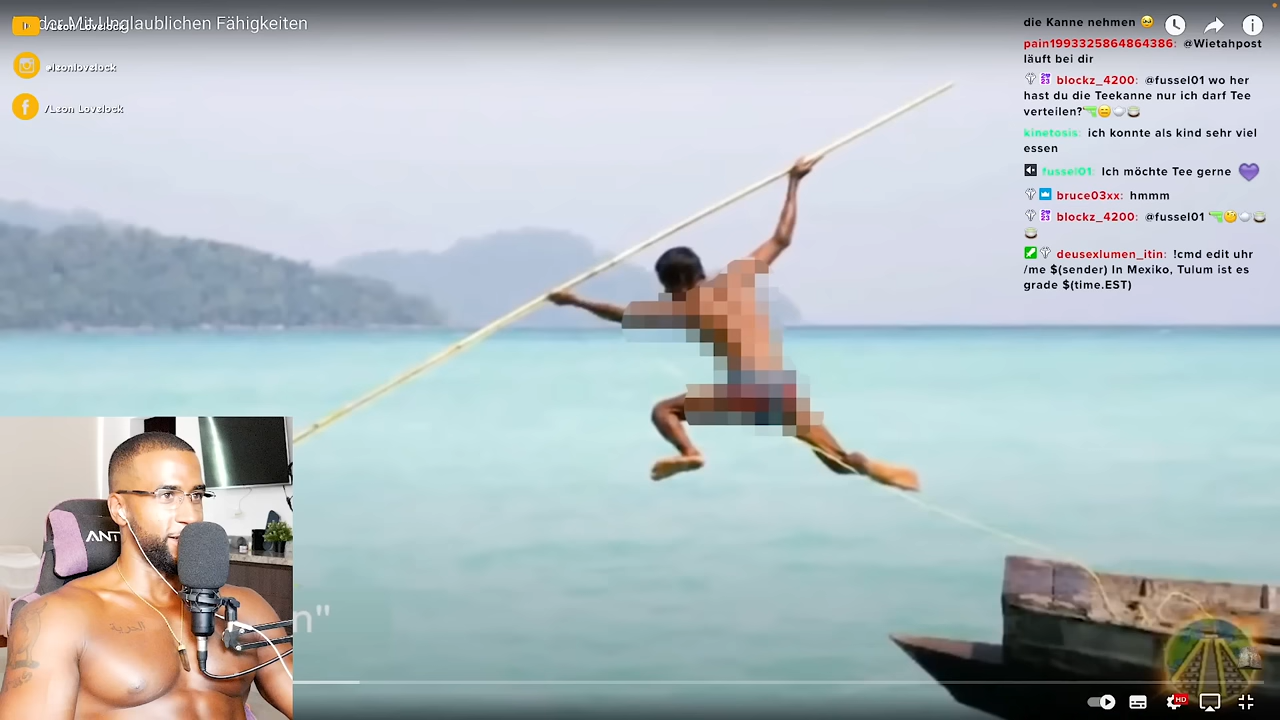 der Mit Unglaublichen Fähigkeiten
/Leon Lovelock
leonlovelock
/Leon Lovelock
die Kanne nehmen 🥺
pain1993325864864386: @Wietahpost
läuft bei dir
blockz_4200: @fussel01 wo her
hast du die Teekanne nur ich darf Tee
verteilen?
kinetosis: ich konnte als kind sehr viel
essen
fussel01: Ich möchte Tee gerne 💜
bruce03xx: hmmm
blockz_4200: @fussel01
deusexlumen_itin: !cmd edit uhr
/me $(sender) In Mexiko, Tulum ist es
grade $(time.EST)
ANT
n"
HD